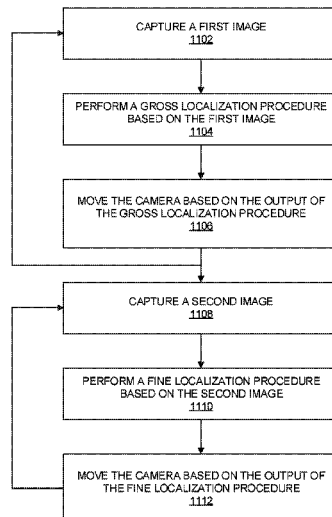 CAPTURE A FIRST IMAGE
1102
PERFORM A GROSS LOCALIZATION PROCEDURE
BASED ON THE FIRST IMAGE
1104
MOVE THE CAMERA BASED ON THE OUTPUT OF
THE GROSS LOCALIZATION PROCEDURE
1106
CAPTURE A SECOND IMAGE
1108
PERFORM A FINE LOCALIZATION PROCEDURE
BASED ON THE SECOND IMAGE
1110
MOVE THE CAMERA BASED ON THE OUTPUT OF
THE FINE LOCALIZATION PROCEDURE
1112